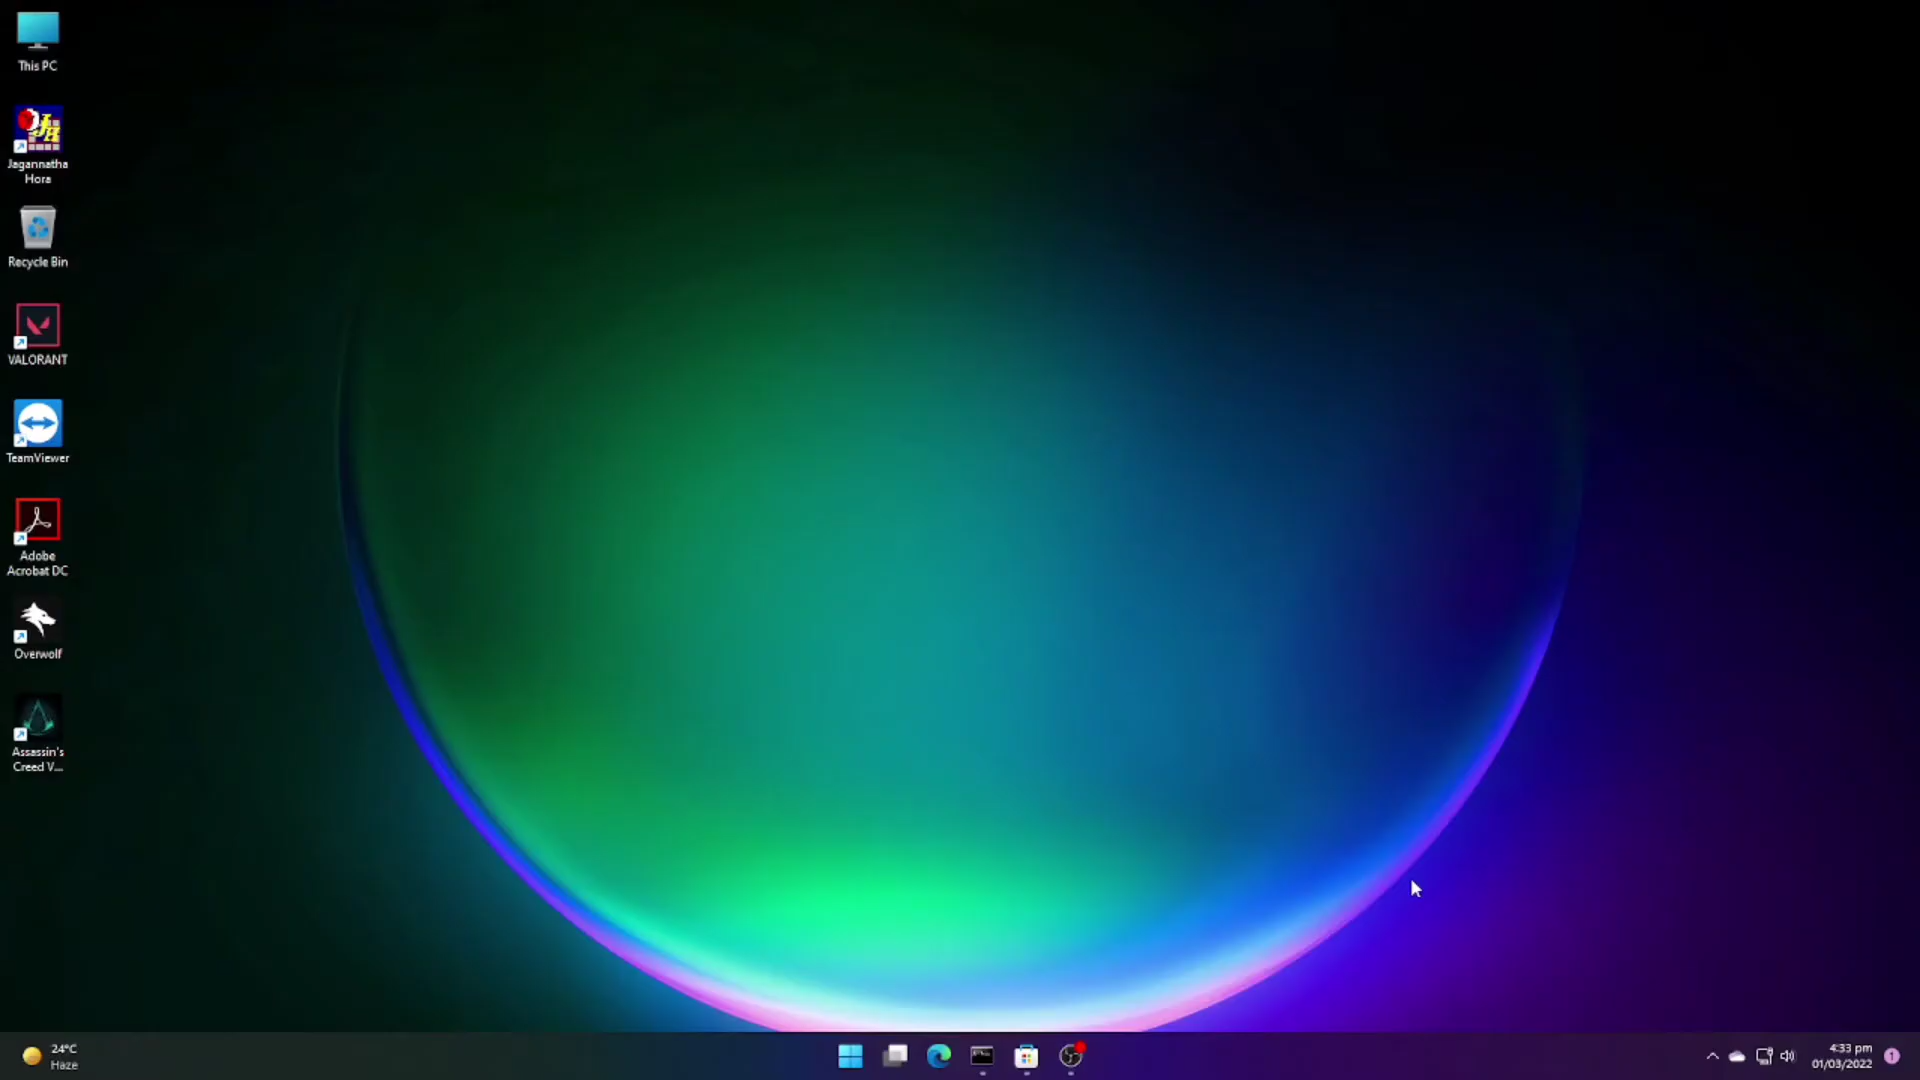 This PC
Jagannatha
Hora
Recycle Bin
VALORANT
TeamViewer
Adobe
Acrobat DC
Overwolf
Assassin's
Creed V...
24°C
Haze
4:33 pm
01/03/2022
1